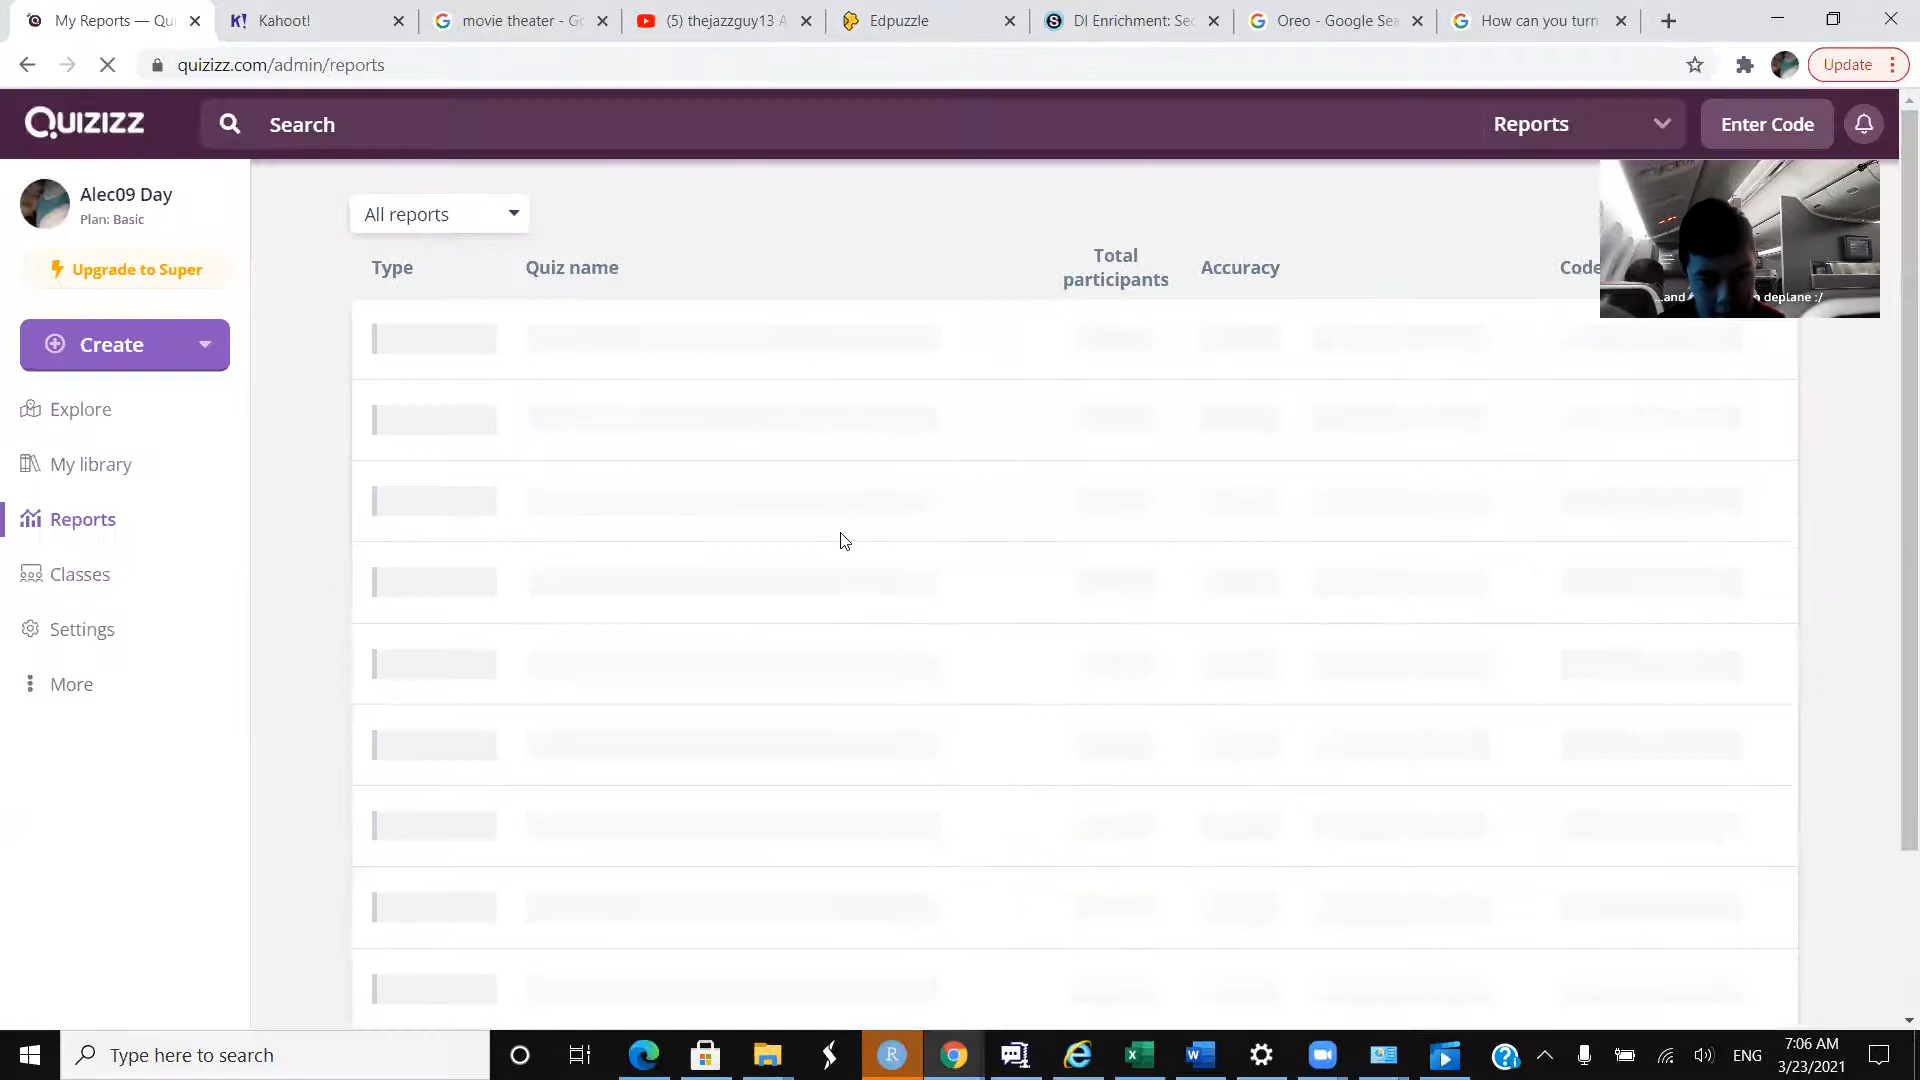 My Reports — Qui
Kahoot!
movie theater - Go
(5) thejazzguy13 A
Edpuzzle
DI Enrichment: Sec
Oreo - Google Sea
How can you turn
quizizz.com/admin/reports
Update
QUIZIZZ
Search
Reports
Enter Code
Alec09 Day
Plan: Basic
Upgrade to Super
Create
Explore
My library
Reports
Classes
Settings
More
All reports
Type
Quiz name
Total
participants
Accuracy
Code
...and
deplane :/
Type here to search
ENG
7:06 AM
3/23/2021